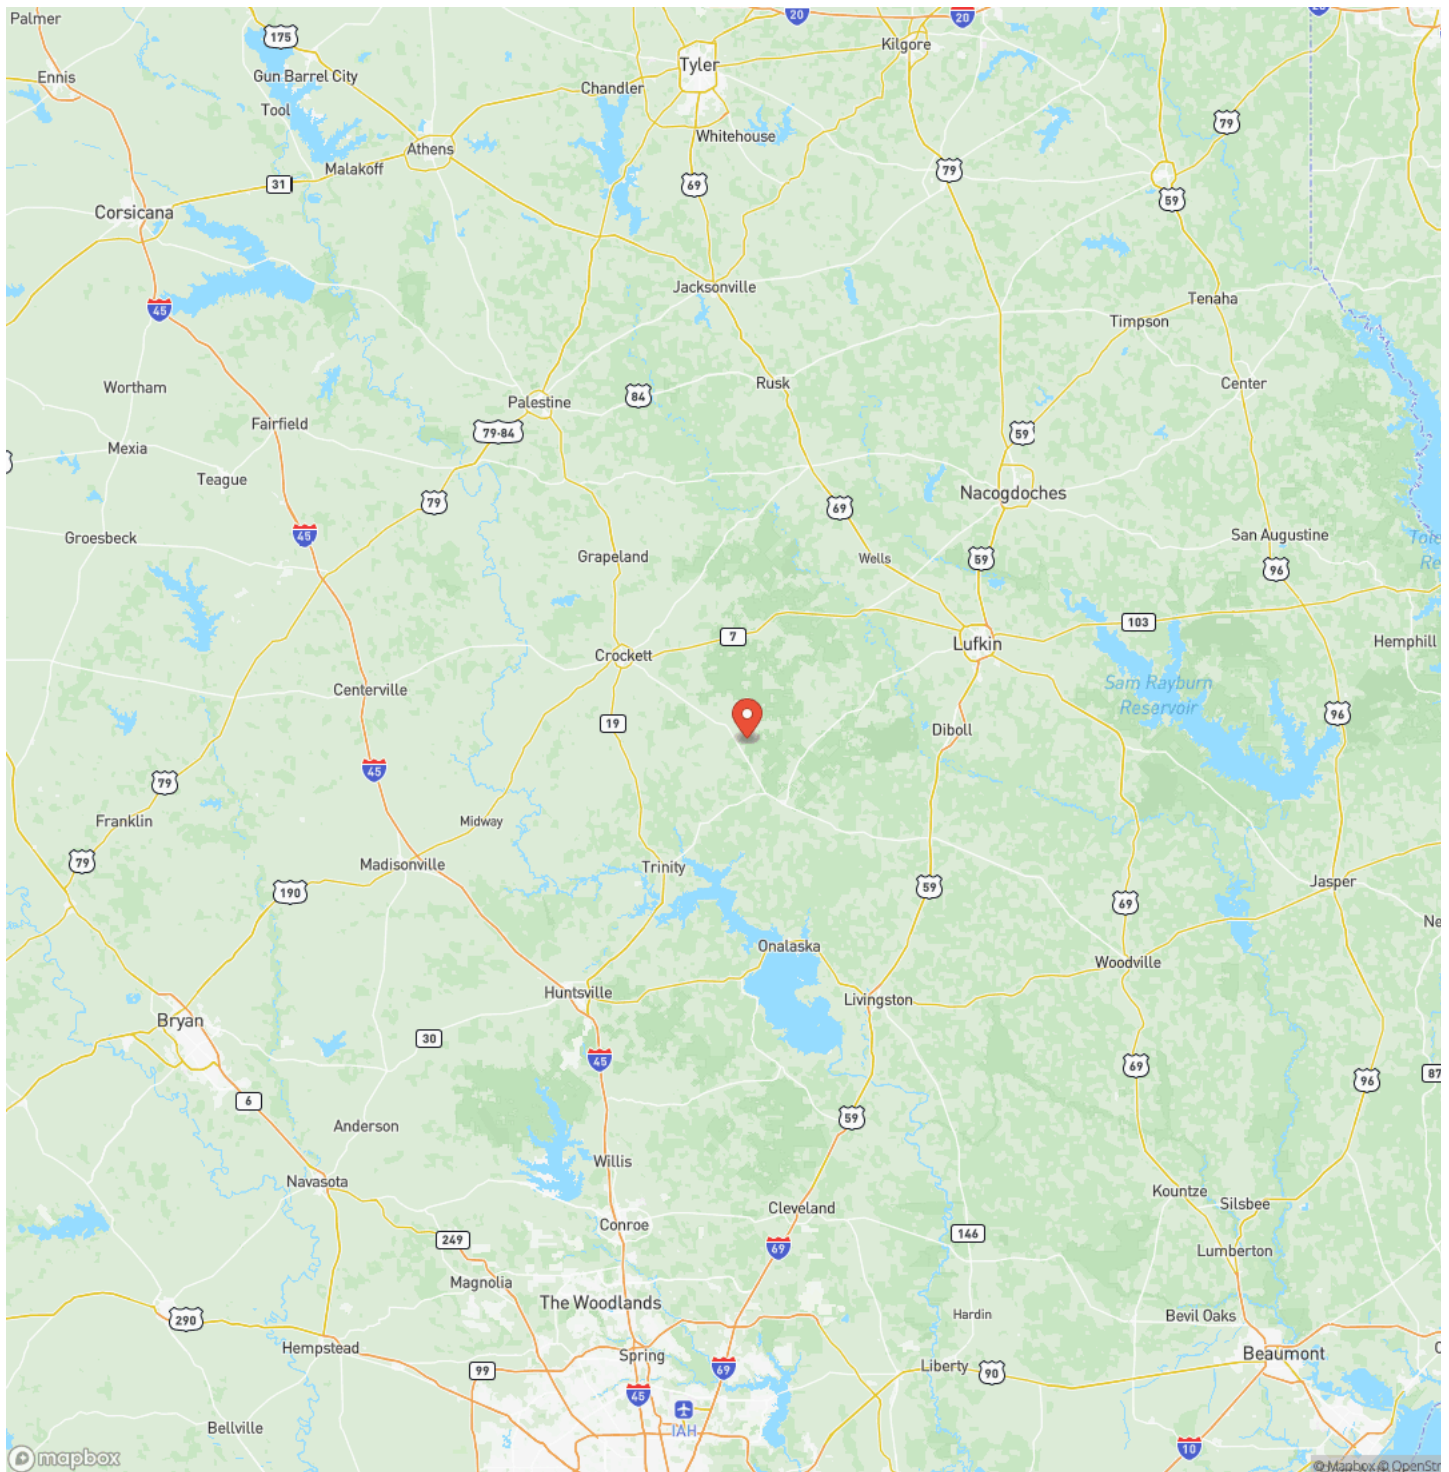 Palmer
20
20
20
175
Kilgore
Tyler
Ennis
Gun Barrel City
Chandler
Tool
79
Whitehouse
Athens
Malakoff
79
31
69
59
Corsicana
Jacksonville
Tenaha
45
Timpson
Rusk
Center
Wortham
84
Palestine
Fairfield
79-84
59
Mexia
Teague
Nacogdoches
79
69
San Augustine
45
Groesbeck
Grapeland
Wells
59
96
103
7
Lufkin
Hemphill
Crockett
Centerville
Sam Rayburn
Reservoir
96
19
Diboll
45
79
Franklin
Midway
79
Madisonville
Trinity
Jasper
190
59
69
Onalaska
Woodville
Huntsville
Livingston
Bryan
30
45
69
87
96
6
59
Anderson
Willis
Navasota
Kountze
Silsbee
Cleveland
Conroe
146
249
69
Lumberton
Magnolia
The Woodlands
Hardin
Bevil Oaks
290
Hempstead
Spring
Beaumont
99
69
Liberty
90
45
IAH
Bellville
10
mapbox
© Mapbox © OpenStr